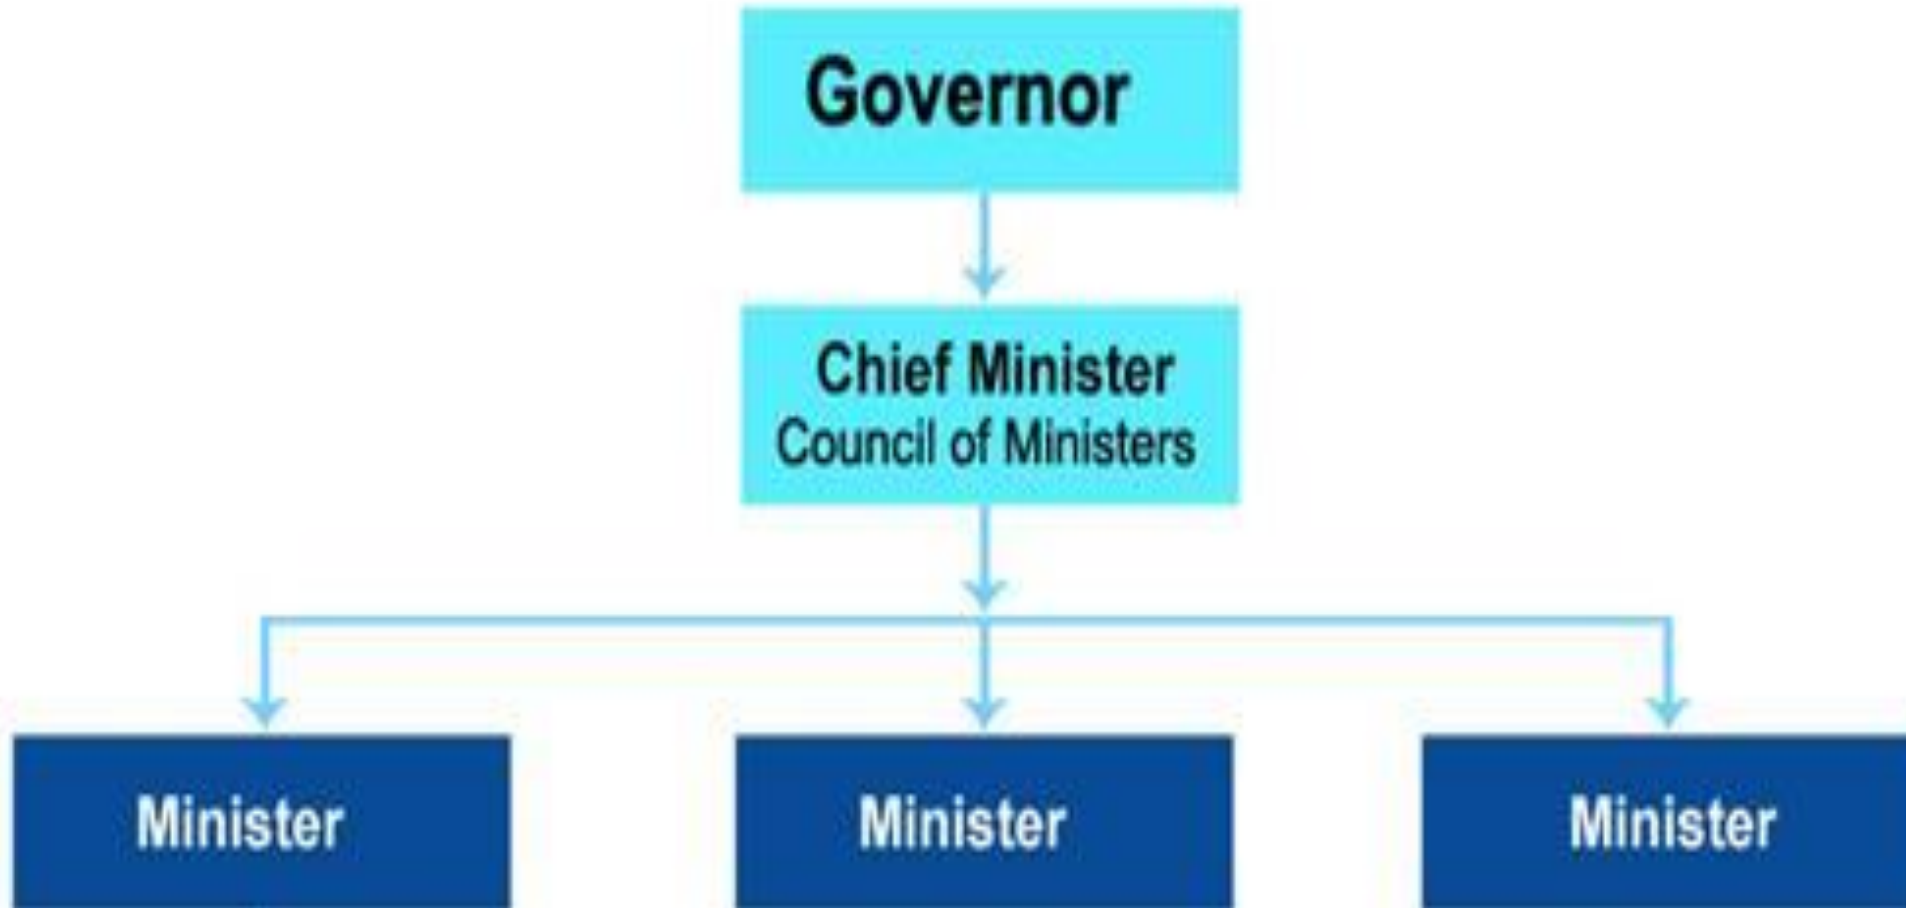 Governor
Chief Minister
Council of Ministers
Minister
Minister
Minister